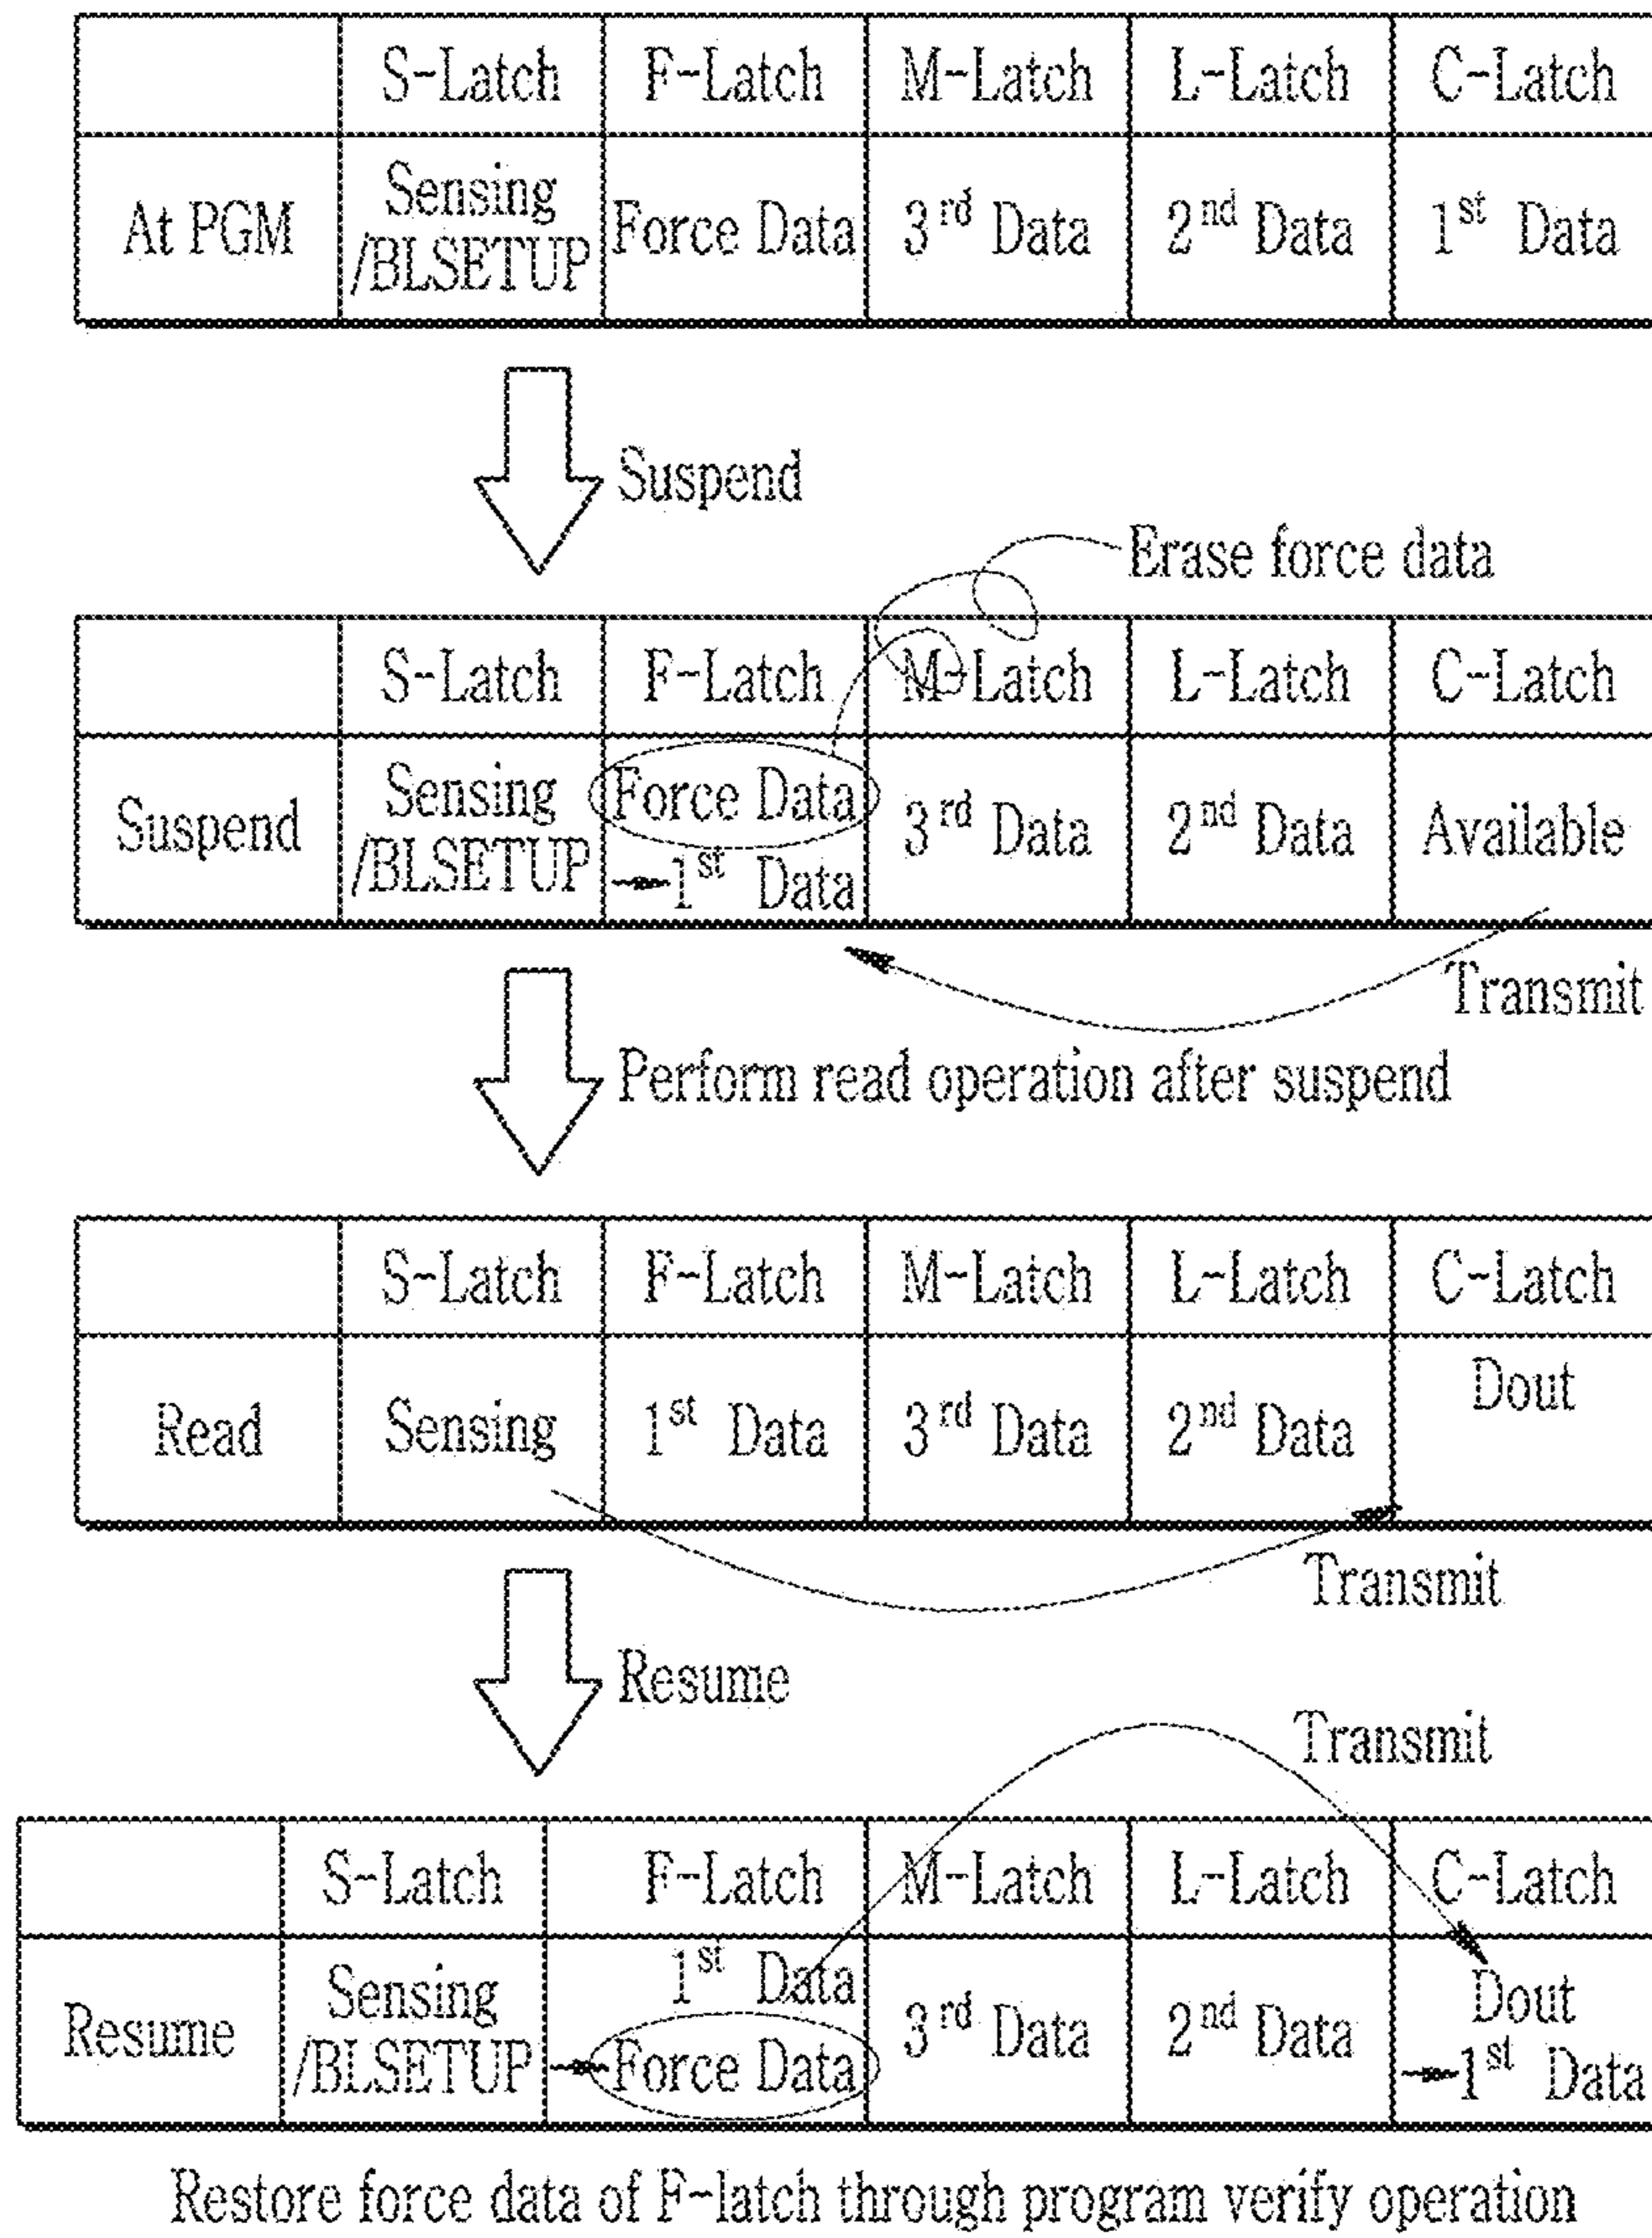 S-Latch F-Latch M-Latch L-Latch C-Latch
At PGM Sensing /BLSETUP Force Data 3rd Data 2nd Data 1st Data
Suspend
Erase force data
S-Latch F-Latch M-Latch L-Latch C-Latch
Suspend Sensing /BLSETUP Force Data 1st Data 3rd Data 2nd Data Available
Transmit
Perform read operation after suspend
S-Latch F-Latch M-Latch L-Latch C-Latch
Read Sensing 1st Data 3rd Data 2nd Data Dout
Transmit
Resume
Transmit
S-Latch F-Latch M-Latch L-Latch C-Latch
Resume Sensing /BLSETUP 1st Data Force Data 3rd Data 2nd Data Dout 1st Data
Restore force data of F-latch through program verify operation